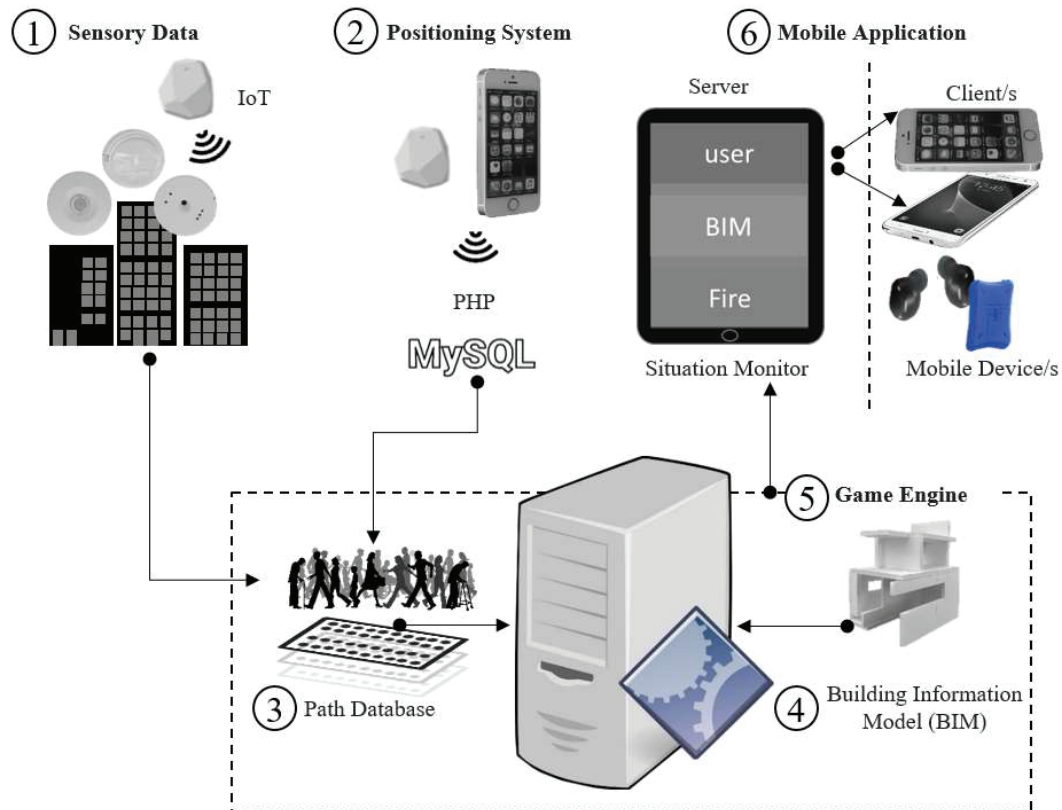 1 Sensory Data
IoT
2 Positioning System
PHP
MySQL
6 Mobile Application
Server
Client/s
user
BIM
Fire
Situation Monitor
Mobile Device/s
5 Game Engine
3 Path Database
4 Building Information
Model (BIM)